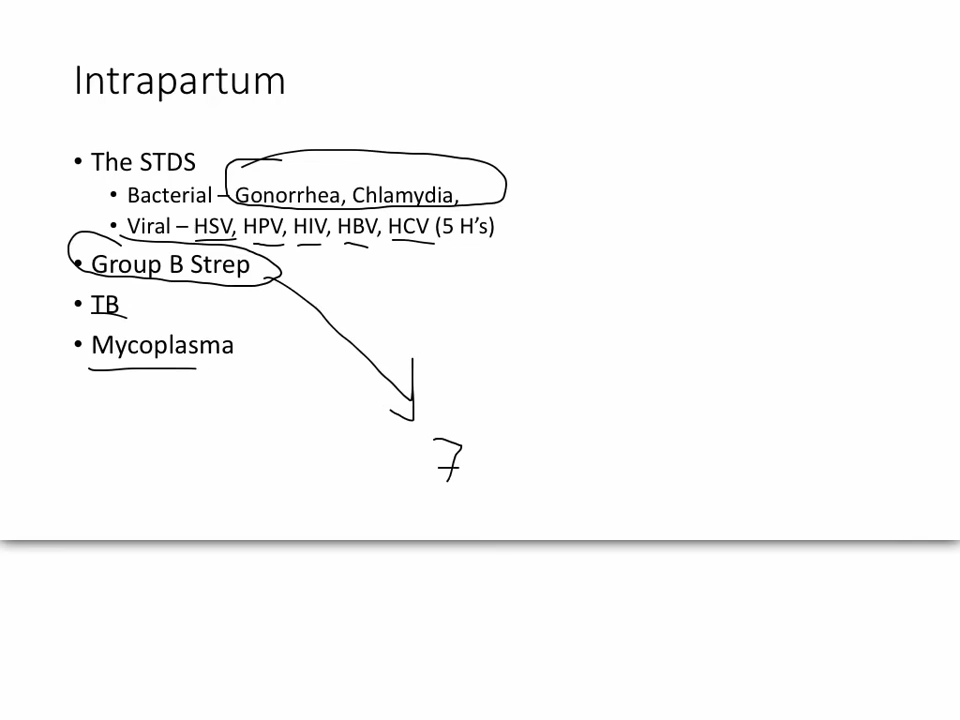 Intrapartum
• The STDS
• Bacterial – Gonorrhea, Chlamydia,
• Viral – HSV, HPV, HIV, HBV, HCV (5 H's)
• Group B Strep
• TB
• Mycoplasma
7